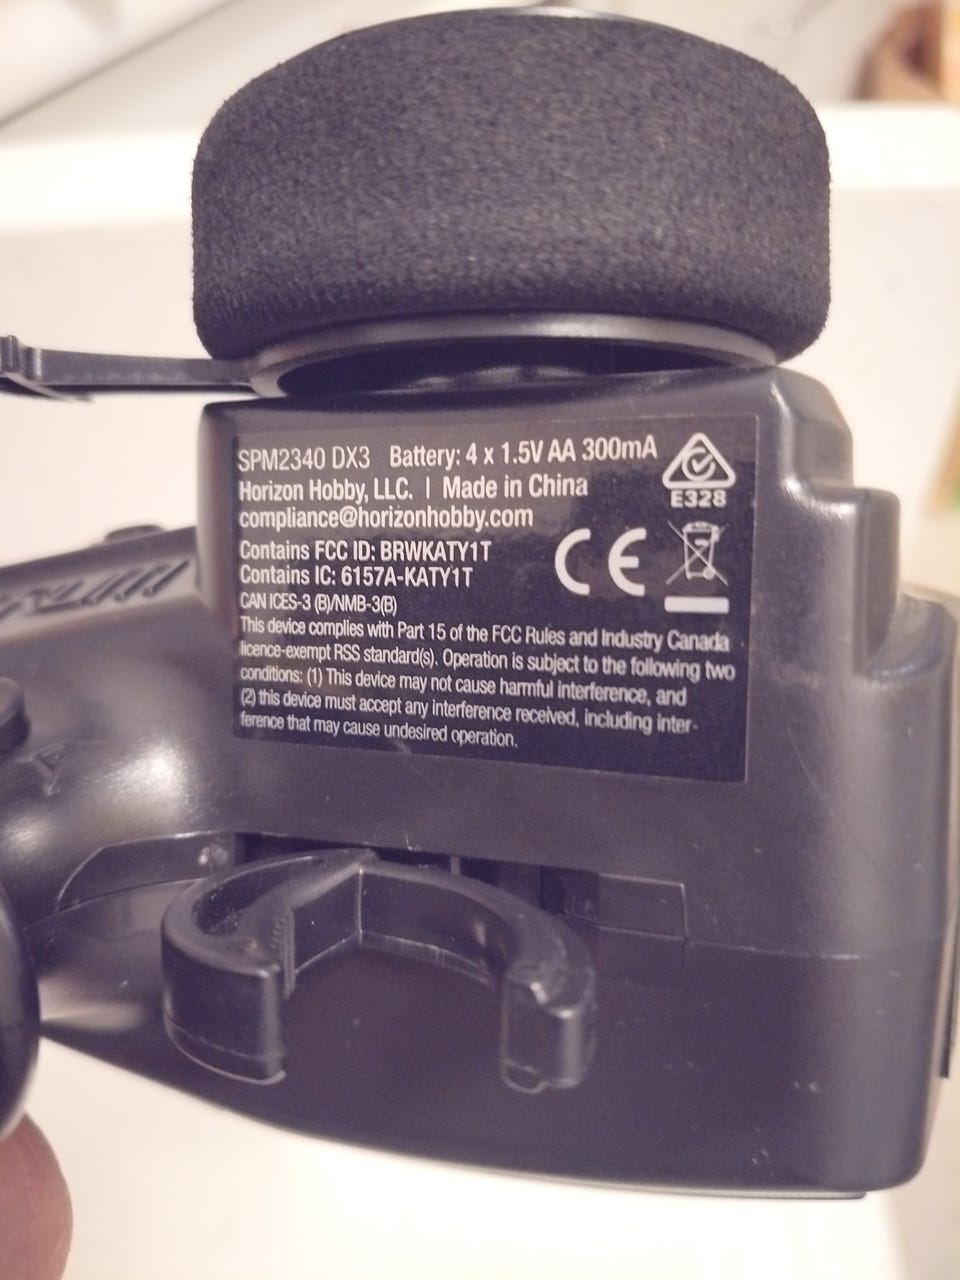 SPM2340 DX3 Battery: 4 x 1.5V AA 300mA
Horizon Hobby, LLC. | Made in China
compliance@horizonhobby.com
E328
Contains FCC ID: BRWKATY1T
Contains IC: 6157A-KATY1T
CE
CAN ICES-3 (B)/NMB-3(B)
This device complies with Part 15 of the FCC Rules and Industry Canada
licence-exempt RSS standard(s). Operation is subject to the following two
conditions: (1) This device may not cause harmful interference, and
(2) this device must accept any interference received, including inter-
ference that may cause undesired operation.